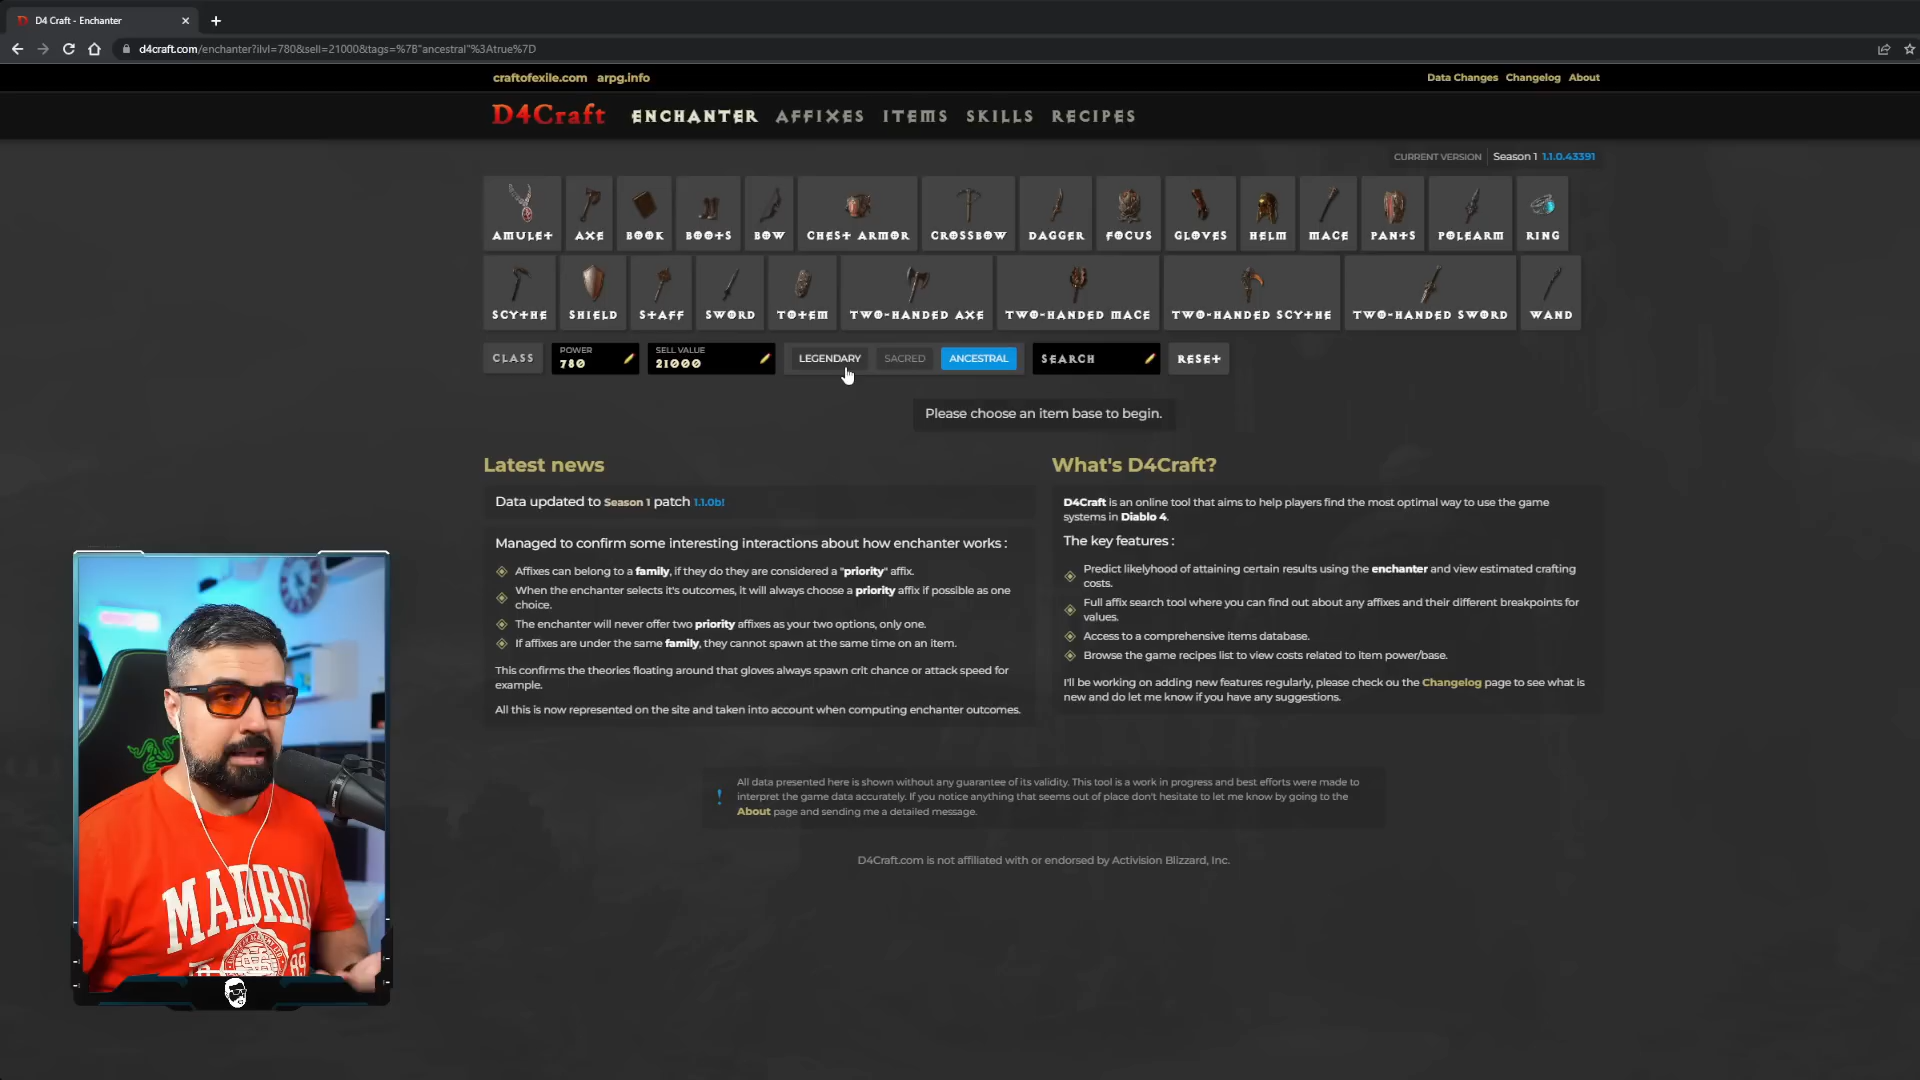 D4 Craft - Enchanter
d4craft.com/enchanter?ilvl=780&sell=21000&tags=%7B"ancestral"%3Atrue%7D
craftofexile.com arpg.info
Data Changes Changelog About
D4Craft ENCHANTER AFFIXES ITEMS SKILLS RECIPES
CURRENT VERSION Season 1 1.1.0.43391
AMULET AXE BOOK BOOTS BOW CHEST ARMOR CROSSBOW DAGGER FOCUS GLOVES HELM MACE PANTS POLEARM RING
SCYTHE SHIELD STAFF SWORD TOTEM TWO-HANDED AXE TWO-HANDED MACE TWO-HANDED SCYTHE TWO-HANDED SWORD WAND
CLASS
POWER
780
SELL VALUE
21000
LEGENDARY SACRED ANCESTRAL
SEARCH
RESET
Please choose an item base to begin.
Latest news
Data updated to Season 1 patch 1.1.0b!
Managed to confirm some interesting interactions about how enchanter works :
Affixes can belong to a family, if they do they are considered a "priority" affix.
When the enchanter selects it's outcomes, it will always choose a priority affix if possible as one
choice.
The enchanter will never offer two priority affixes as your two options, only one.
If affixes are under the same family, they cannot spawn at the same time on an item.
This confirms the theories floating around that gloves always spawn crit chance or attack speed for
example.
All this is now represented on the site and taken into account when computing enchanter outcomes.
What's D4Craft?
D4Craft is an online tool that aims to help players find the most optimal way to use the game
systems in Diablo 4.
The key features :
Predict likelyhood of attaining certain results using the enchanter and view estimated crafting
costs.
Full affix search tool where you can find out about any affixes and their different breakpoints for
values.
Access to a comprehensive items database.
Browse the game recipes list to view costs related to item power/base.
I'll be working on adding new features regularly, please check ou the Changelog page to see what is
new and do let me know if you have any suggestions.
All data presented here is shown without any guarantee of its validity. This tool is a work in progress and best efforts were made to
interpret the game data accurately. If you notice anything that seems out of place don't hesitate to let me know by going to the
About page and sending me a detailed message.
D4Craft.com is not affiliated with or endorsed by Activision Blizzard, Inc.
MADRID
89